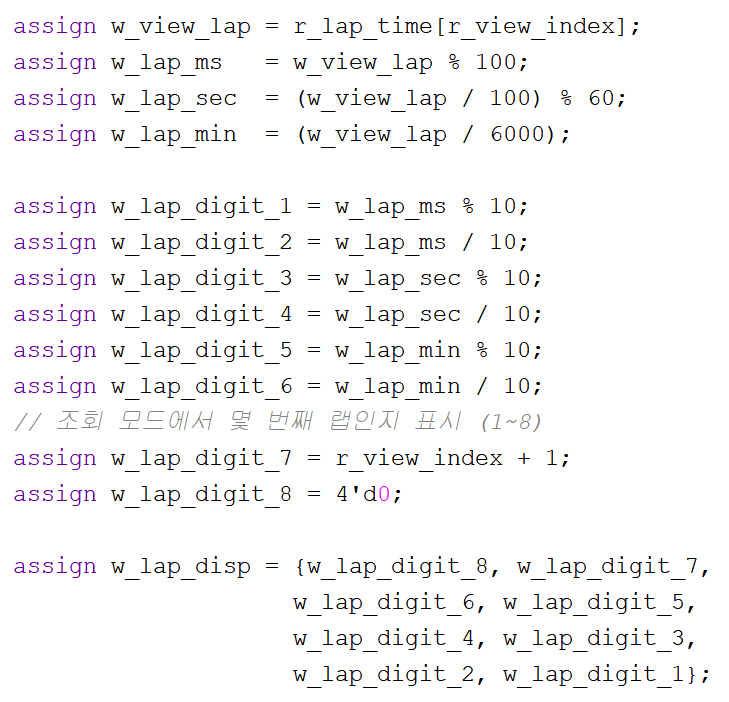 assign w_view_lap = r_lap_time[r_view_index];
assign w_lap_ms   = w_view_lap % 100;
assign w_lap_sec  = (w_view_lap / 100) % 60;
assign w_lap_min  = (w_view_lap / 6000);

assign w_lap_digit_1 = w_lap_ms % 10;
assign w_lap_digit_2 = w_lap_ms / 10;
assign w_lap_digit_3 = w_lap_sec % 10;
assign w_lap_digit_4 = w_lap_sec / 10;
assign w_lap_digit_5 = w_lap_min % 10;
assign w_lap_digit_6 = w_lap_min / 10;
// 조회 모드에서 몇 번째 랩인지 표시 (1~8)
assign w_lap_digit_7 = r_view_index + 1;
assign w_lap_digit_8 = 4'd0;

assign w_lap_disp = {w_lap_digit_8, w_lap_digit_7,
                    w_lap_digit_6, w_lap_digit_5,
                    w_lap_digit_4, w_lap_digit_3,
                    w_lap_digit_2, w_lap_digit_1};